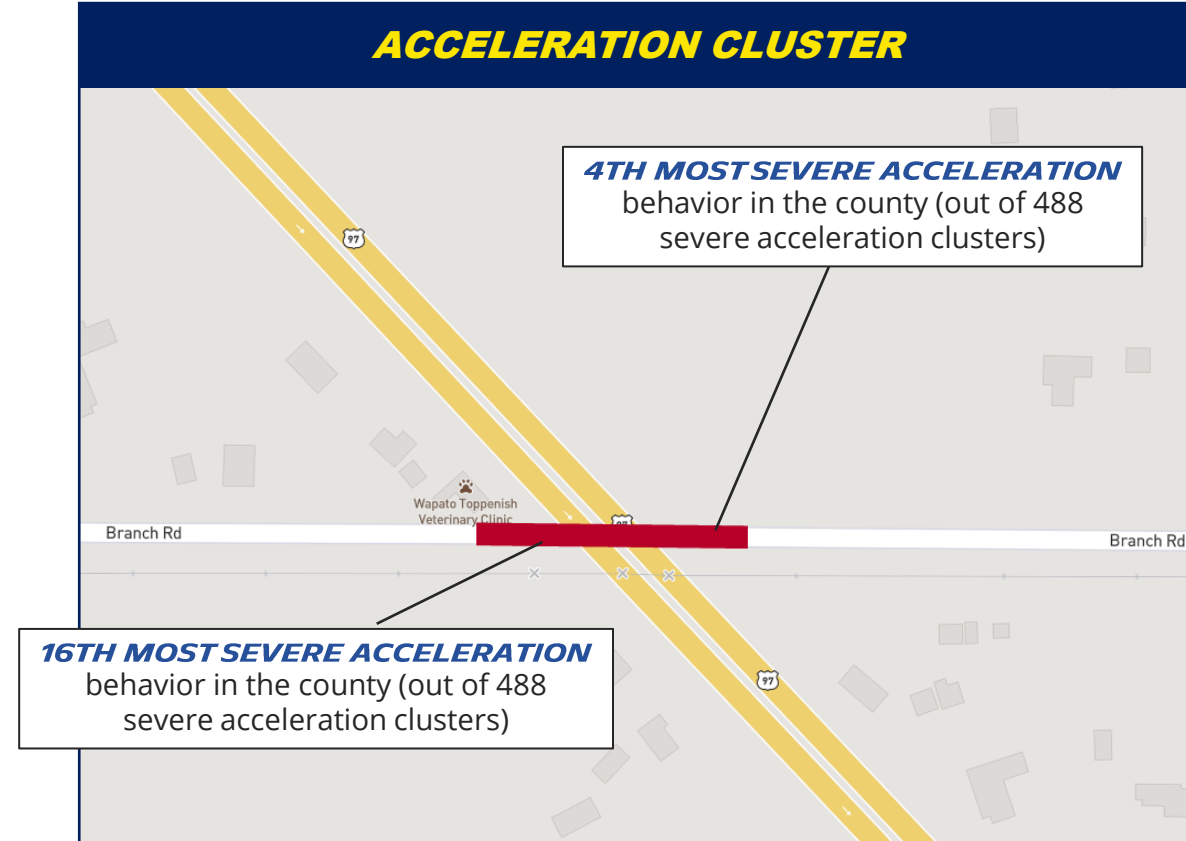 ACCELERATION CLUSTER
4TH MOST SEVERE ACCELERATION
behavior in the county (out of 488
severe acceleration clusters)
97
Wapato Toppenish
Veterinary Clinic
97
Branch Rd
Branch Rd
16TH MOST SEVERE ACCELERATION
behavior in the county (out of 488
severe acceleration clusters)
97